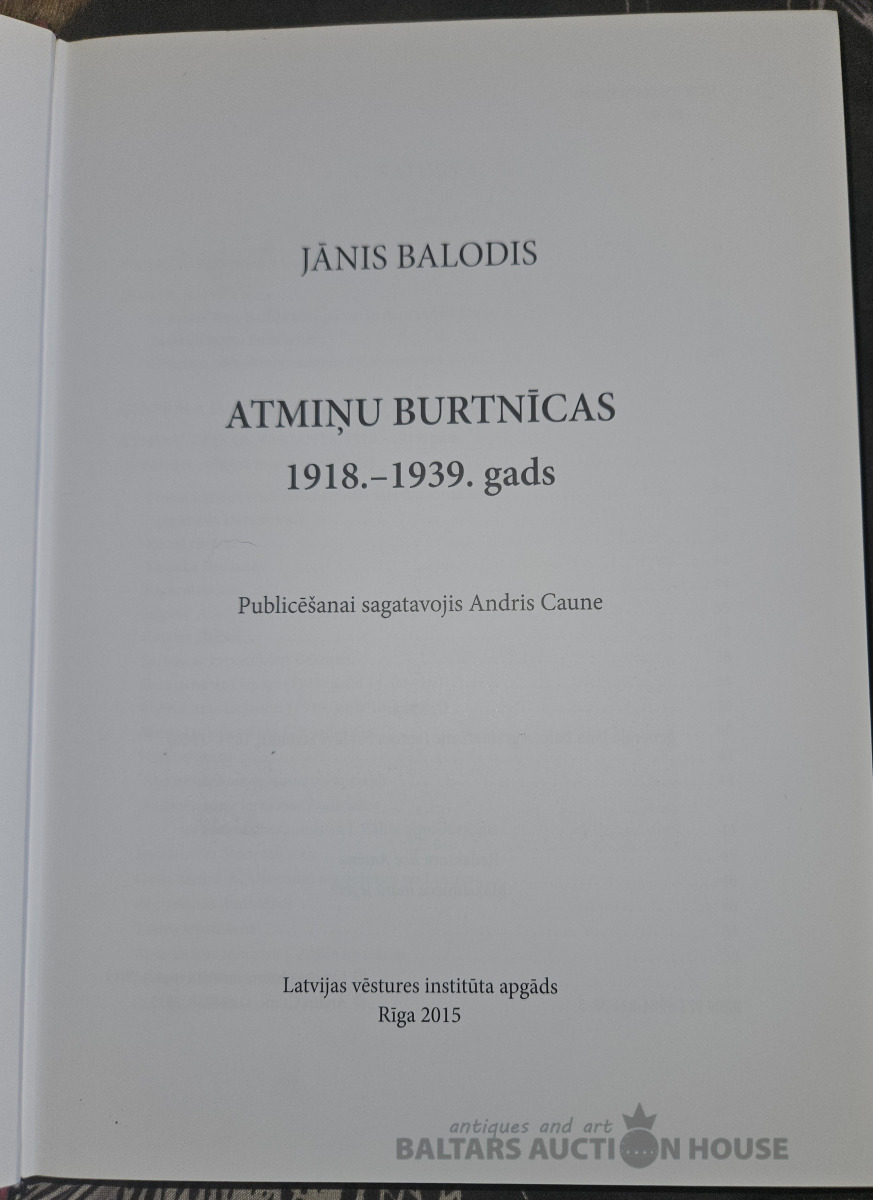 JĀNIS BALODIS
ATMIŅU BURTNĪCAS
1918.–1939. gads
Publicēšanai sagatavojis Andris Caune
Latvijas vēstures institūta apgāds
Rīga 2015
antiques and art
BALTARS AUCTION HOUSE